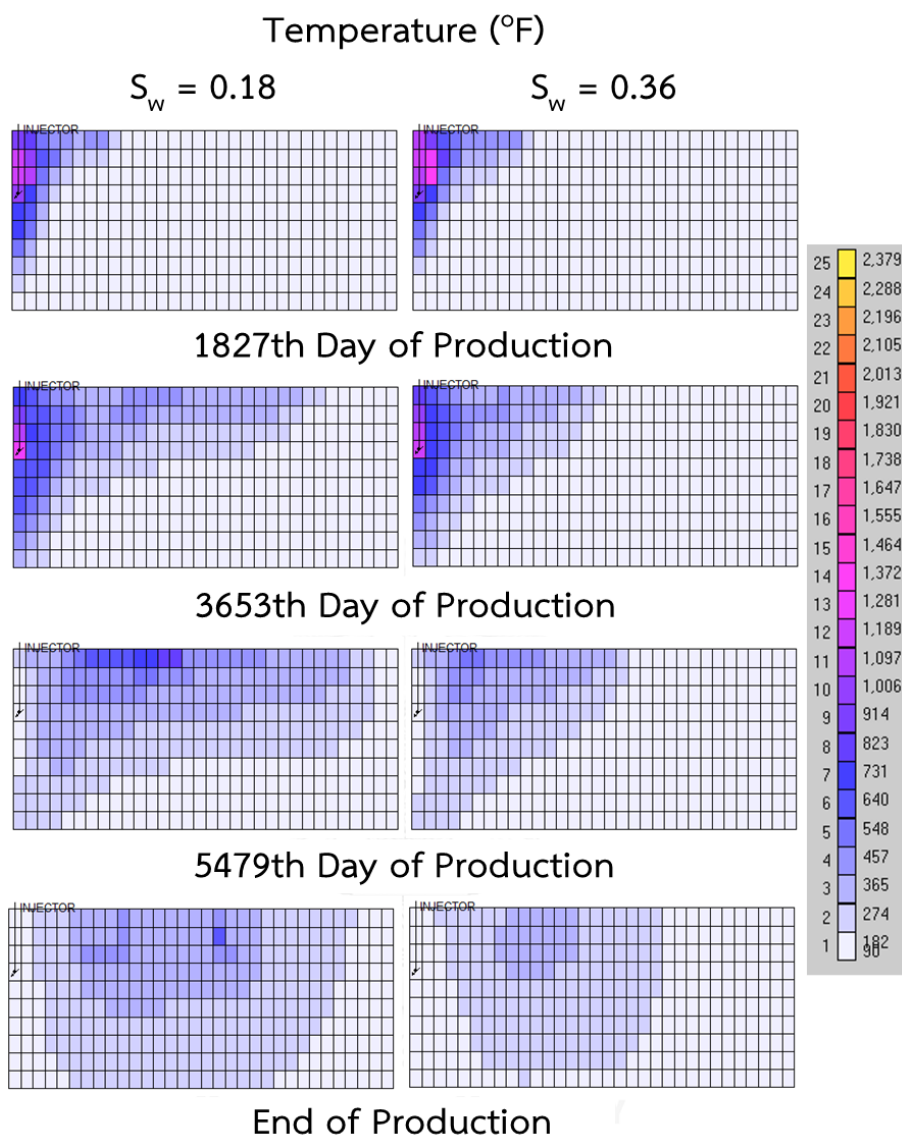 Temperature (°F)
S_w = 0.18
S_w = 0.36
INJECTOR
INJECTOR
1827th Day of Production
INJECTOR
INJECTOR
3653th Day of Production
INJECTOR
INJECTOR
5479th Day of Production
INJECTOR
INJECTOR
End of Production
25 2,379
24 2,288
23 2,196
22 2,105
21 2,013
20 1,921
19 1,830
18 1,738
17 1,647
16 1,555
15 1,464
14 1,372
13 1,281
12 1,189
11 1,097
10 1,006
9 914
8 823
7 731
6 640
5 548
4 457
3 365
2 274
1 182
90